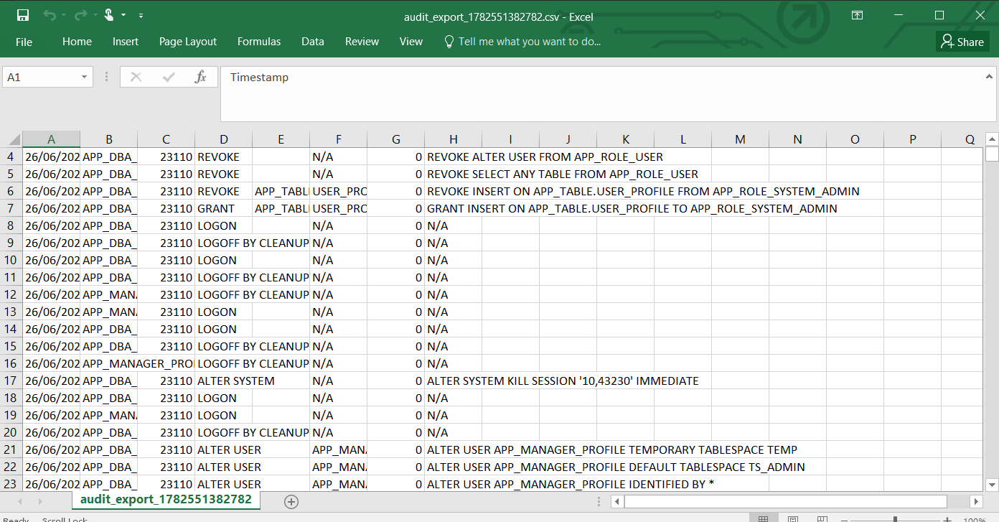 audit_export_1782551382782.csv - Excel
File Home Insert Page Layout Formulas Data Review View Tell me what you want to do... Share
A1 fx Timestamp
A B C D E F G H I J K L M N O P Q
4 26/06/202 APP_DBA_ 23110 REVOKE N/A 0 REVOKE ALTER USER FROM APP_ROLE_USER
5 26/06/202 APP_DBA_ 23110 REVOKE N/A 0 REVOKE SELECT ANY TABLE FROM APP_ROLE_USER
6 26/06/202 APP_DBA_ 23110 REVOKE APP_TABL USER_PRO 0 REVOKE INSERT ON APP_TABLE.USER_PROFILE FROM APP_ROLE_SYSTEM_ADMIN
7 26/06/202 APP_DBA_ 23110 GRANT APP_TABL USER_PRO 0 GRANT INSERT ON APP_TABLE.USER_PROFILE TO APP_ROLE_SYSTEM_ADMIN
8 26/06/202 APP_DBA_ 23110 LOGON N/A 0 N/A
9 26/06/202 APP_DBA_ 23110 LOGOFF BY CLEANUP N/A 0 N/A
10 26/06/202 APP_DBA_ 23110 LOGON N/A 0 N/A
11 26/06/202 APP_DBA_ 23110 LOGOFF BY CLEANUP N/A 0 N/A
12 26/06/202 APP_MANA 23110 LOGOFF BY CLEANUP N/A 0 N/A
13 26/06/202 APP_MANA 23110 LOGON N/A 0 N/A
14 26/06/202 APP_DBA_ 23110 LOGON N/A 0 N/A
15 26/06/202 APP_DBA_ 23110 LOGOFF BY CLEANUP N/A 0 N/A
16 26/06/202 APP_MANAGER_PROF LOGOFF BY CLEANUP N/A 0 N/A
17 26/06/202 APP_DBA_ 23110 ALTER SYSTEM N/A 0 ALTER SYSTEM KILL SESSION '10,43230' IMMEDIATE
18 26/06/202 APP_DBA_ 23110 LOGON N/A 0 N/A
19 26/06/202 APP_MANA 23110 LOGON N/A 0 N/A
20 26/06/202 APP_DBA_ 23110 LOGOFF BY CLEANUP N/A 0 N/A
21 26/06/202 APP_DBA_ 23110 ALTER USER APP_MANA 0 ALTER USER APP_MANAGER_PROFILE TEMPORARY TABLESPACE TEMP
22 26/06/202 APP_DBA_ 23110 ALTER USER APP_MANA 0 ALTER USER APP_MANAGER_PROFILE DEFAULT TABLESPACE TS_ADMIN
23 26/06/202 APP_DBA_ 23110 ALTER USER APP_MANA 0 ALTER USER APP_MANAGER_PROFILE IDENTIFIED BY *
audit_export_1782551382782
Ready Scroll Lock 100%